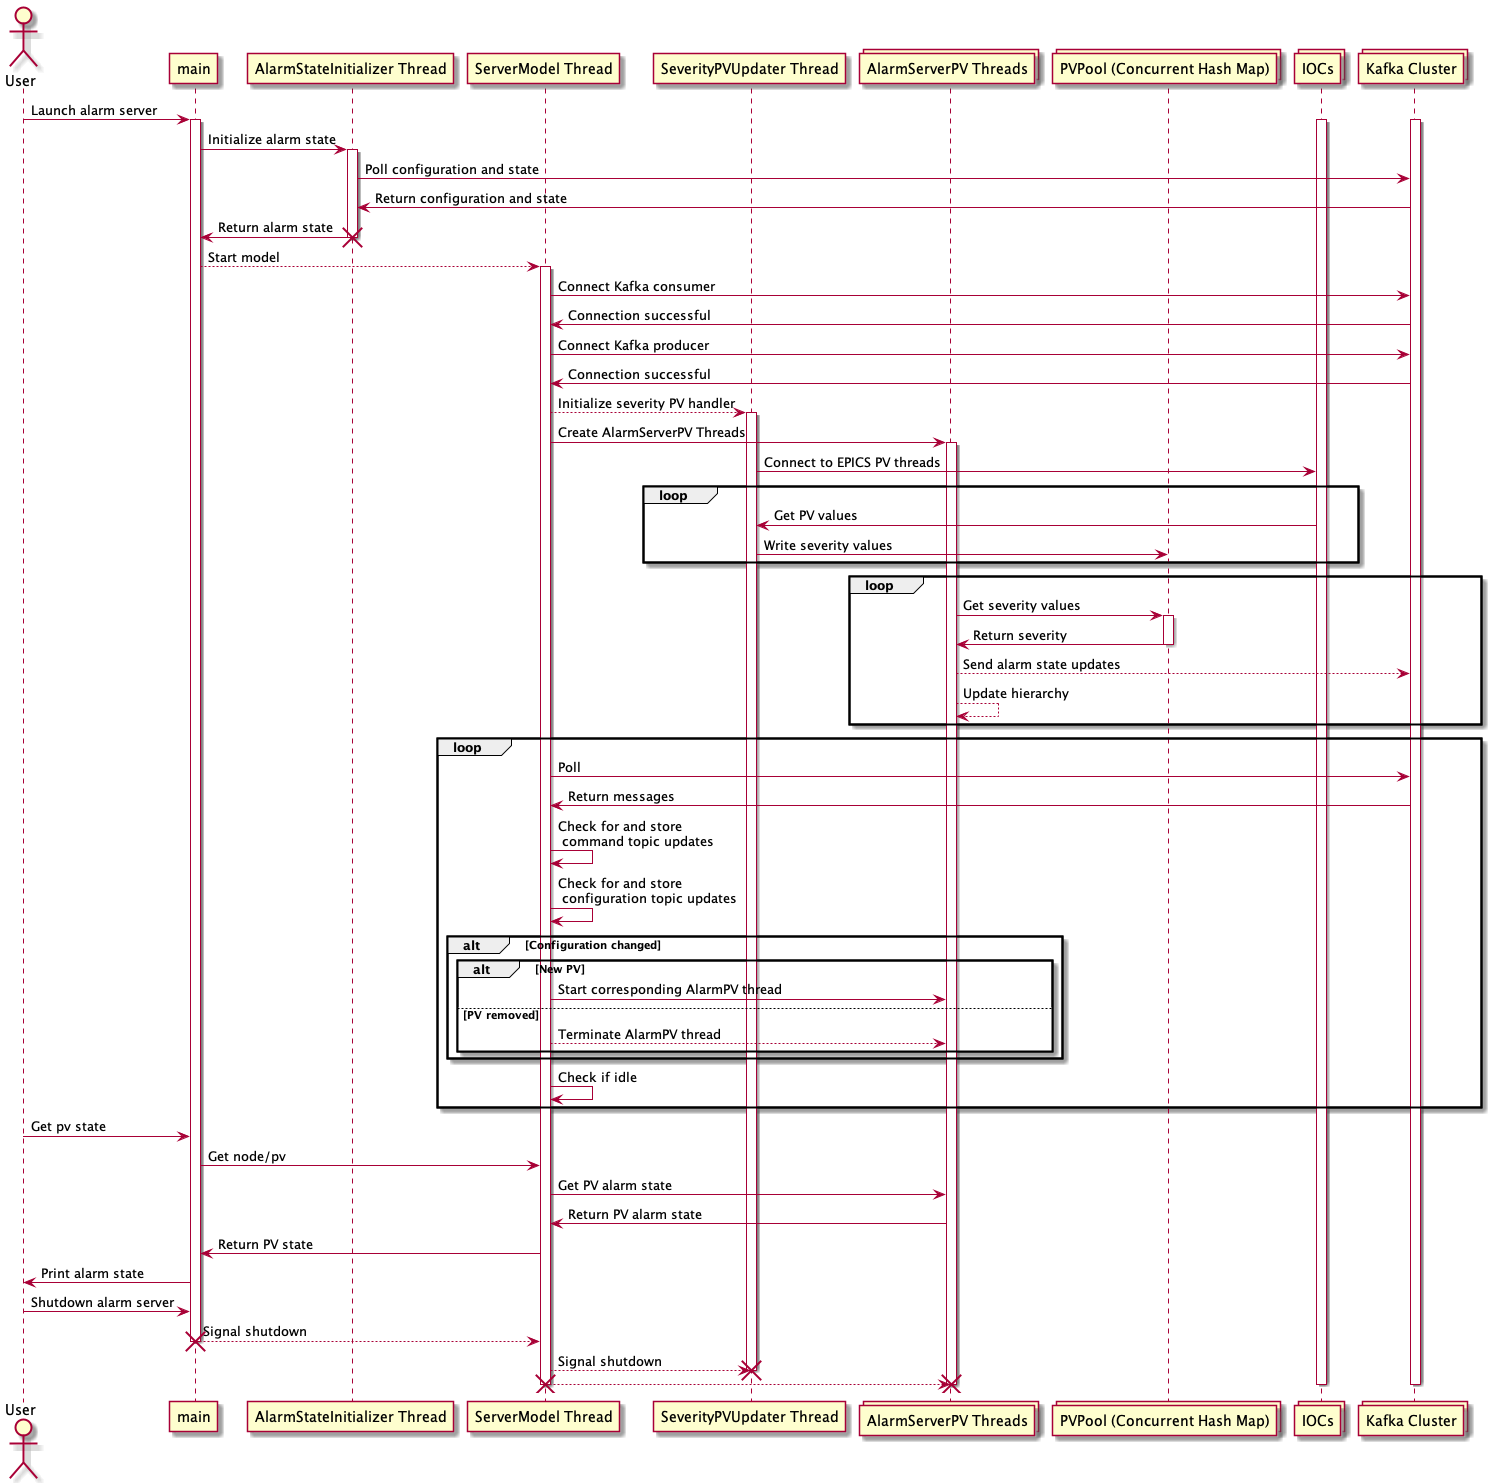 User
main
AlarmStateInitializer Thread
ServerModel Thread
SeverityPVUpdater Thread
AlarmServerPV Threads
PVPool (Concurrent Hash Map)
IOCs
Kafka Cluster
Launch alarm server
Initialize alarm state
Poll configuration and state
Return configuration and state
Return alarm state
Start model
Connect Kafka consumer
Connection successful
Connect Kafka producer
Connection successful
Initialize severity PV handler
Create AlarmServerPV Threads
Connect to EPICS PV threads
loop
Get PV values
Write severity values
loop
Get severity values
Return severity
Send alarm state updates
Update hierarchy
loop
Poll
Return messages
Check for and store
command topic updates
Check for and store
configuration topic updates
alt [Configuration changed]
alt [New PV]
Start corresponding AlarmPV thread
[PV removed]
Terminate AlarmPV thread
Check if idle
Get pv state
Get node/pv
Get PV alarm state
Return PV alarm state
Return PV state
Print alarm state
Shutdown alarm server
Signal shutdown
Signal shutdown
User
main
AlarmStateInitializer Thread
ServerModel Thread
SeverityPVUpdater Thread
AlarmServerPV Threads
PVPool (Concurrent Hash Map)
IOCs
Kafka Cluster